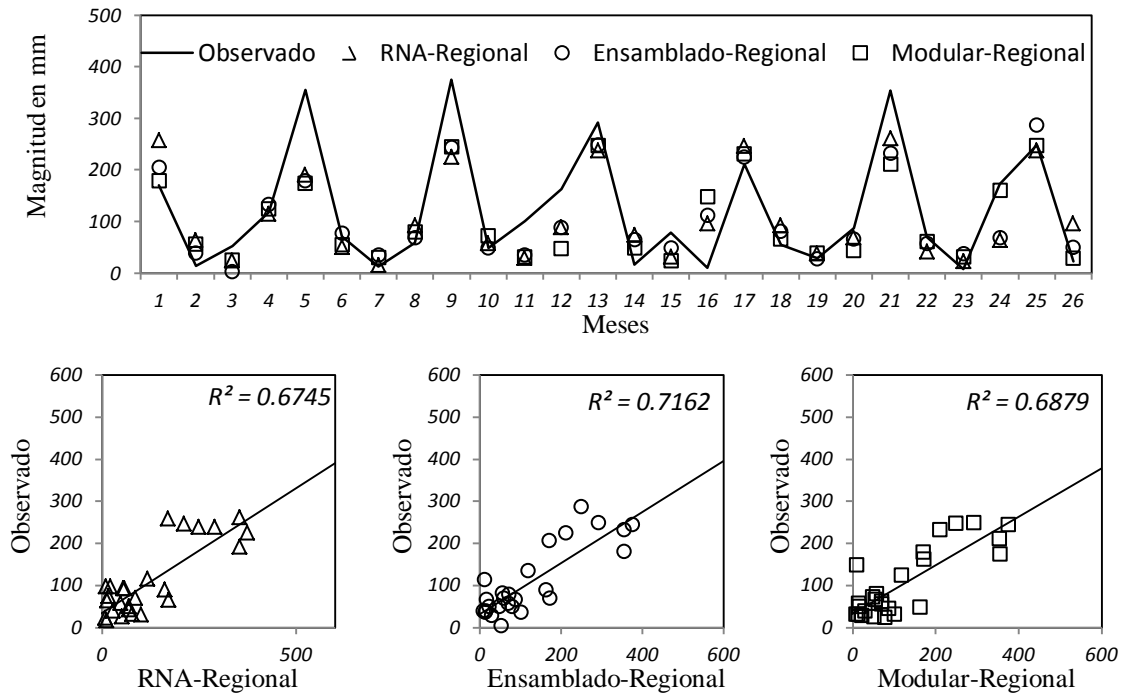 500
400
300
200
100
0
Magnitud en mm
Observado RNA-Regional Ensamblado-Regional Modular-Regional
1 2 3 4 5 6 7 8 9 10 11 12 13 14 15 16 17 18 19 20 21 22 23 24 25 26
Meses
600
500
400
300
200
100
0
Observado
R² = 0.6745
0 500
RNA-Regional
600
500
400
300
200
100
0
Observado
R² = 0.7162
0 200 400 600
Ensamblado-Regional
600
500
400
300
200
100
0
Observado
R² = 0.6879
0 200 400 600
Modular-Regional